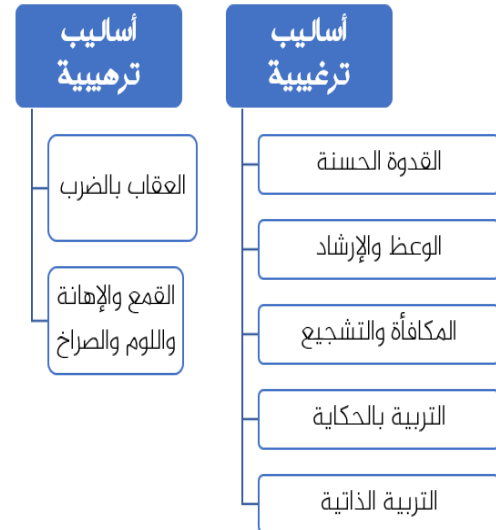 أساليب
ترغيبية
القدوة الحسنة
الوعظ والإرشاد
المكافأة والتشجيع
التربية بالحكاية
التربية الذاتية
أساليب
ترهيبية
العقاب بالضرب
القمع والإهانة
واللوم والصراخ